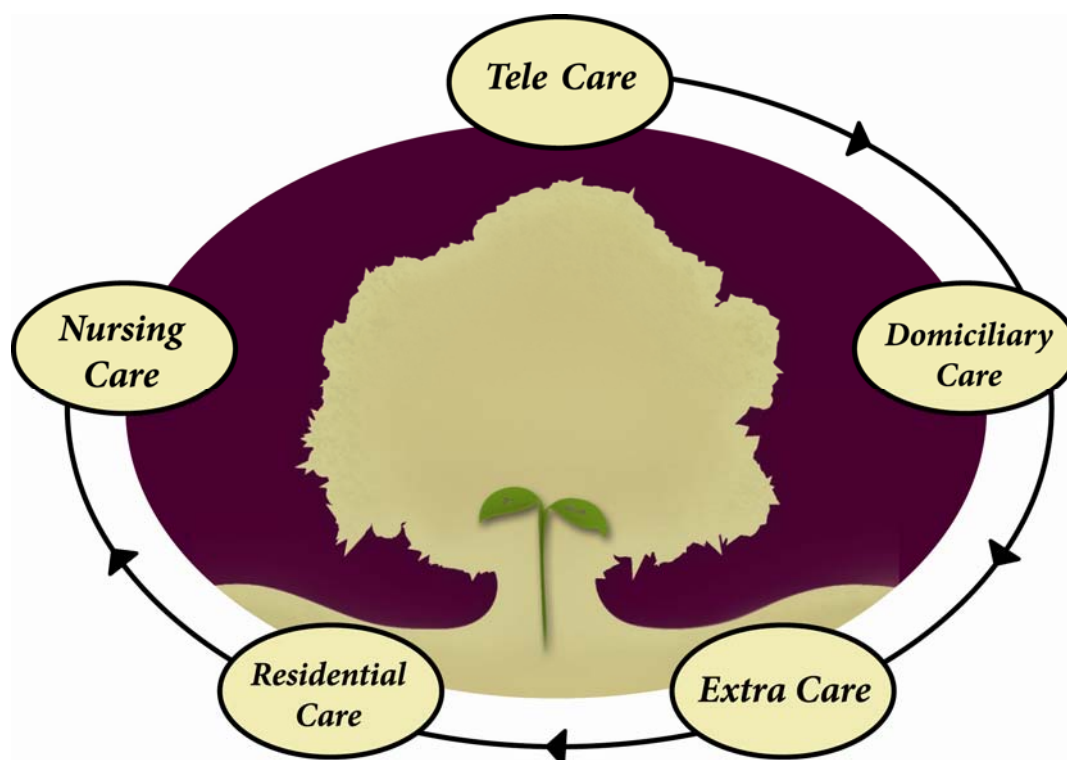 Tele Care
Domiciliary
Care
Extra Care
Residential
Care
Nursing
Care